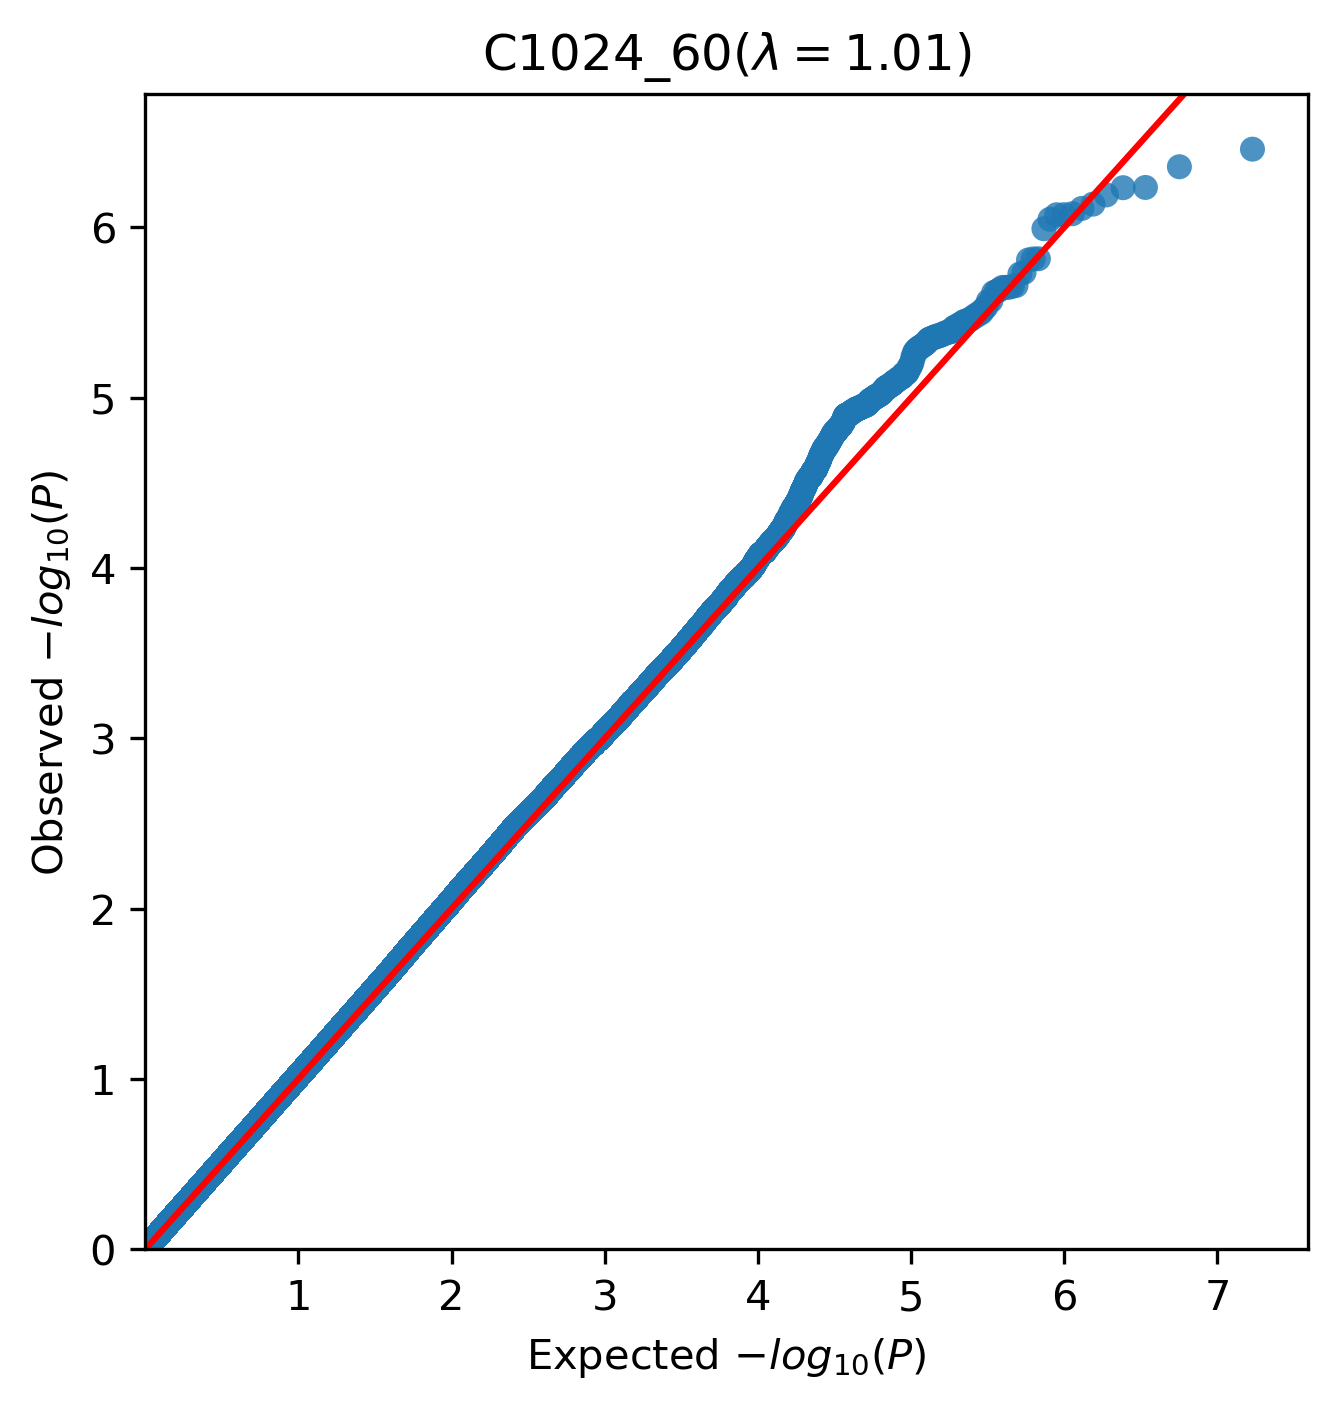 C1024_60(λ = 1.01)
Observed −log₁₀(P)
6
5
4
3
2
1
0
1 2 3 4 5 6 7
Expected −log₁₀(P)